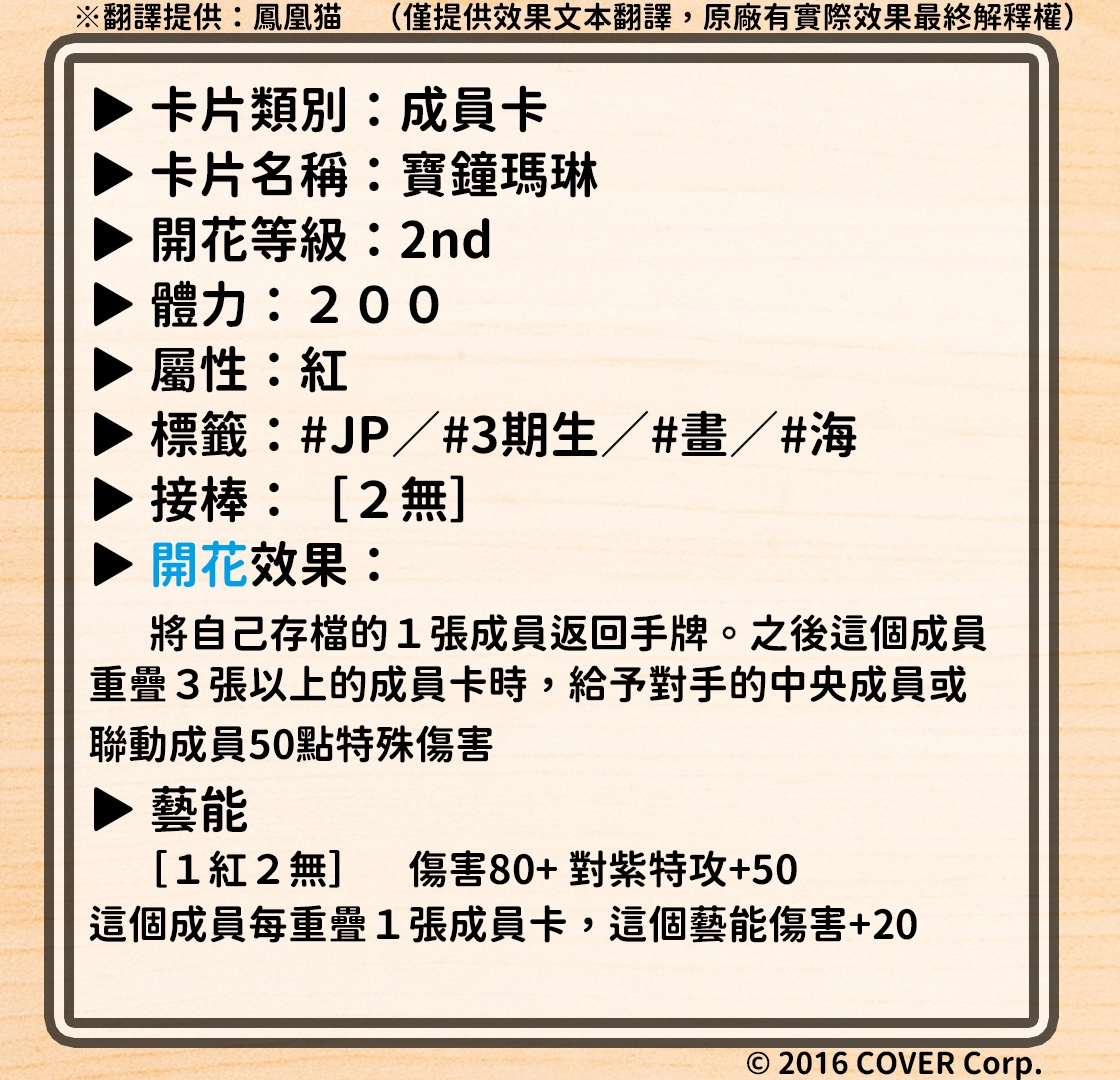 ※翻譯提供：鳳凰猫　（僅提供效果文本翻譯，原廠有實際效果最終解釋權）
▶ 卡片類別：成員卡
▶ 卡片名稱：寶鐘瑪琳
▶ 開花等級：2nd
▶ 體力：２００
▶ 屬性：紅
▶ 標籤：#JP／#3期生／#畫／#海
▶ 接棒：［２無］
▶ 開花效果：
將自己存檔的１張成員返回手牌。之後這個成員
重疊３張以上的成員卡時，給予對手的中央成員或
聯動成員50點特殊傷害
▶ 藝能
［１紅２無］　傷害80+ 對紫特攻+50
這個成員每重疊１張成員卡，這個藝能傷害+20
© 2016 COVER Corp.